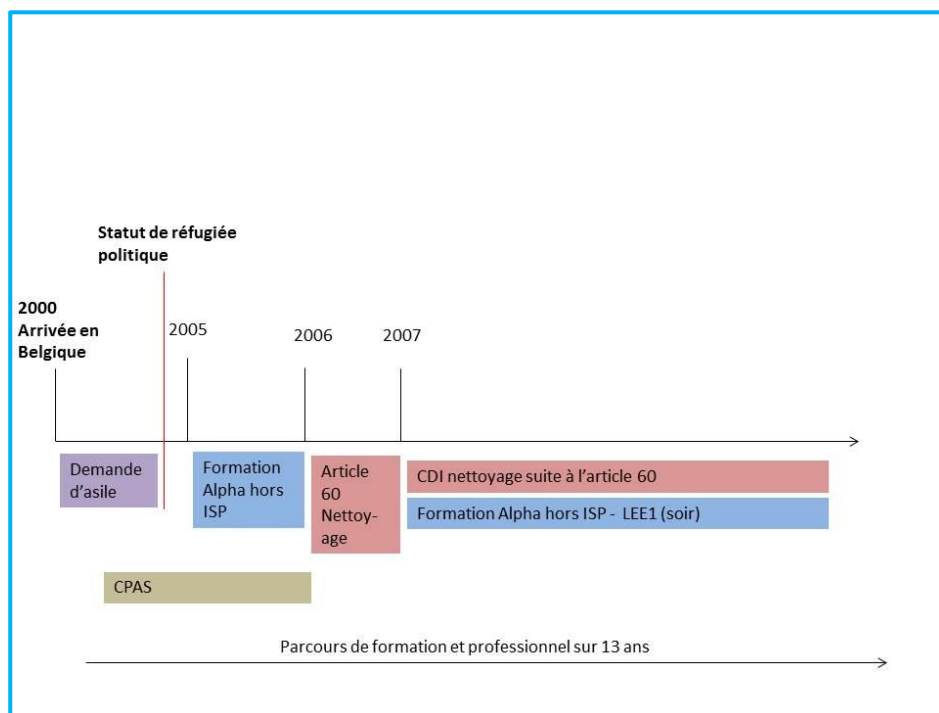 Statut de réfugiée
politique
2000
Arrivée en
Belgique
2005
2006
2007
Demande
d’asile
Formation
Alpha hors
ISP
Article
60
Nettoy-
age
CDI nettoyage suite à l’article 60
Formation Alpha hors ISP - LEE1 (soir)
CPAS
Parcours de formation et professionnel sur 13 ans